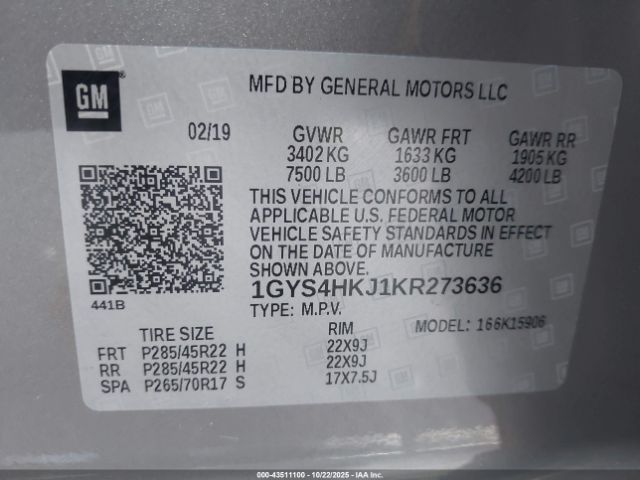 GM
MFD BY GENERAL MOTORS LLC
02/19 GVWR GAWR FRT GAWR RR
3402 KG 1633 KG 1905 KG
7500 LB 3600 LB 4200 LB
THIS VEHICLE CONFORMS TO ALL
APPLICABLE U.S. FEDERAL MOTOR
VEHICLE SAFETY STANDARDS IN EFFECT
ON THE DATE OF MANUFACTURE
SHOWN ABOVE.
441B 1GYS4HKJ1KR273636
TYPE: M.P.V. MODEL: 166K15906
TIRE SIZE RIM
FRT P285/45R22 H 22X9J
RR P285/45R22 H 22X9J
SPA P265/70R17 S 17X7.5J
000-43511100 - 10/22/2025 - IAA, Inc.